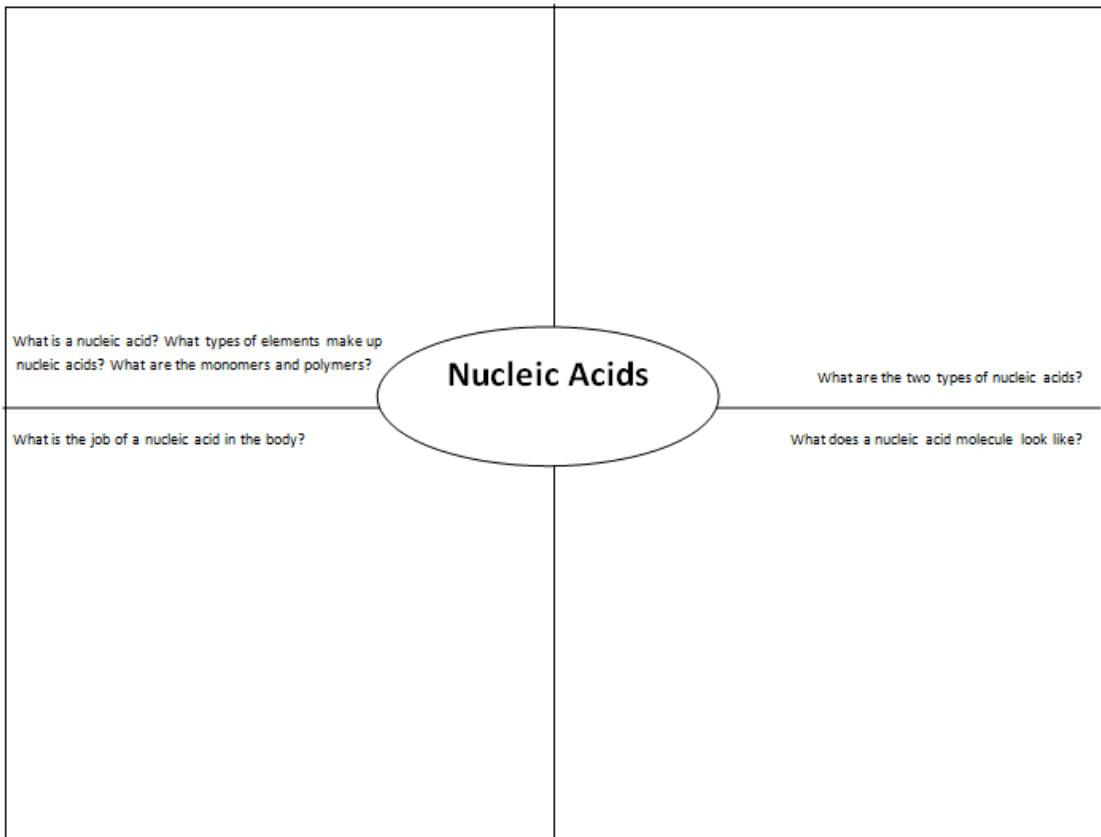 What is a nucleic acid? What types of elements make up
nucleic acids? What are the monomers and polymers?
Nucleic Acids
What are the two types of nucleic acids?
What is the job of a nucleic acid in the body?
What does a nucleic acid molecule look like?